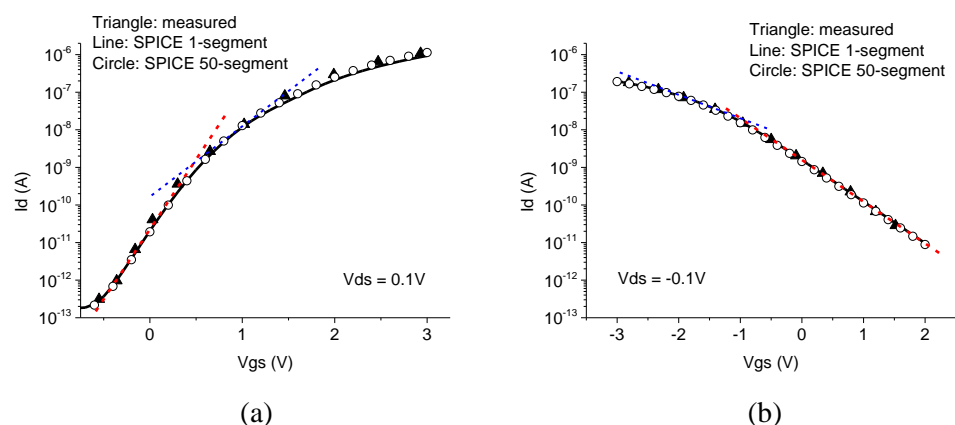 Triangle: measured
Line: SPICE 1-segment
Circle: SPICE 50-segment
10⁻⁶
10⁻⁷
10⁻⁸
10⁻⁹
10⁻¹⁰
10⁻¹¹
10⁻¹²
10⁻¹³
Id (A)
Vds = 0.1V
0 1 2 3
Vgs (V)
(a)
Triangle: measured
Line: SPICE 1-segment
Circle: SPICE 50-segment
10⁻⁶
10⁻⁷
10⁻⁸
10⁻⁹
10⁻¹⁰
10⁻¹¹
10⁻¹²
10⁻¹³
Id (A)
Vds = -0.1V
-3 -2 -1 0 1 2
Vgs (V)
(b)